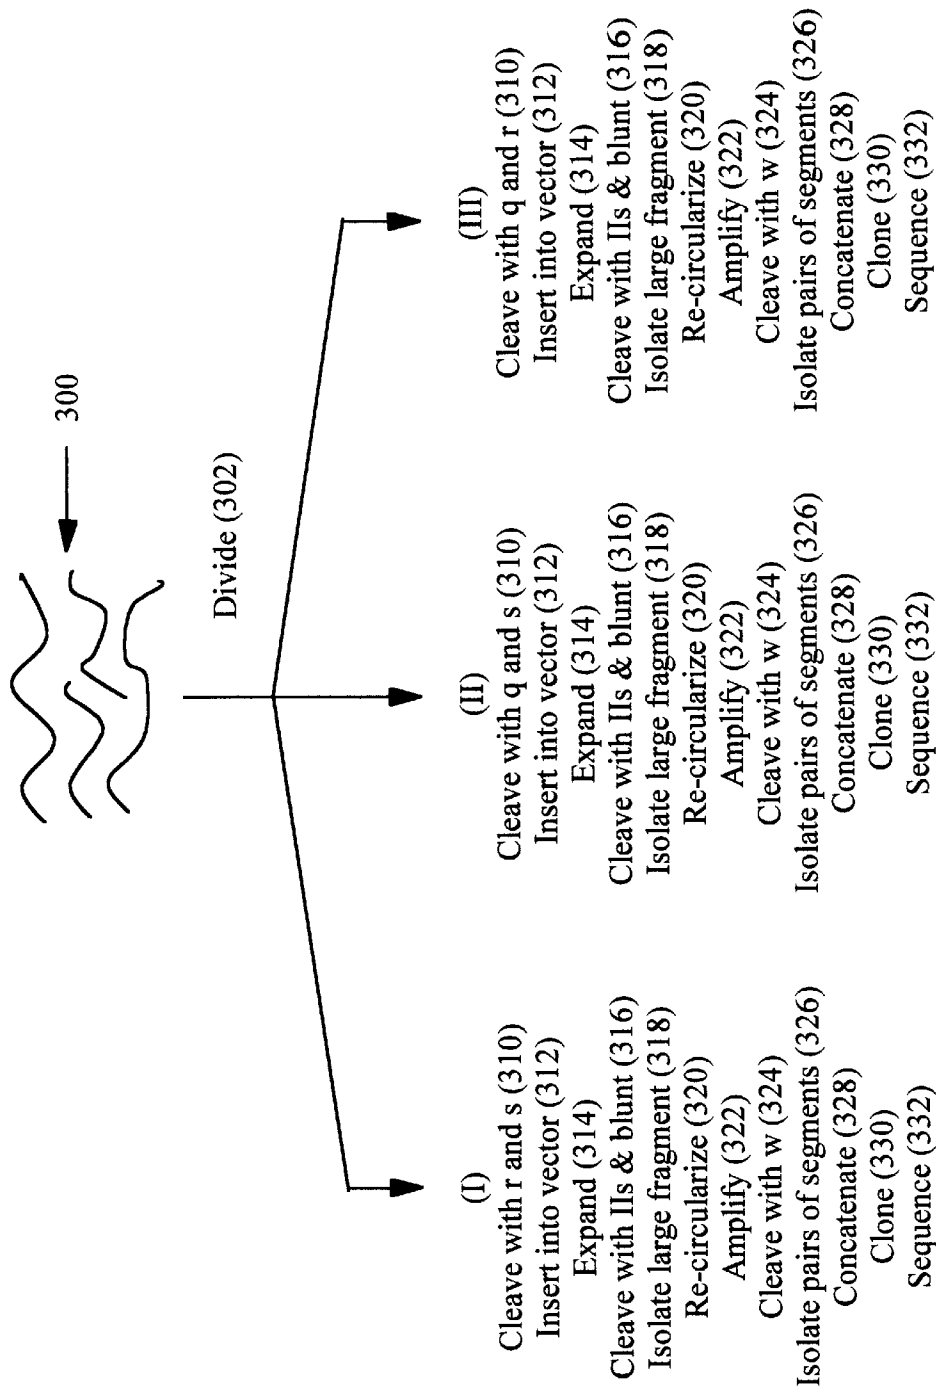 300
Divide (302)
(I)
Cleave with r and s (310)
Insert into vector (312)
Expand (314)
Cleave with IIs & blunt (316)
Isolate large fragment (318)
Re-circularize (320)
Amplify (322)
Cleave with w (324)
Isolate pairs of segments (326)
Concatenate (328)
Clone (330)
Sequence (332)
(II)
Cleave with q and s (310)
Insert into vector (312)
Expand (314)
Cleave with IIs & blunt (316)
Isolate large fragment (318)
Re-circularize (320)
Amplify (322)
Cleave with w (324)
Isolate pairs of segments (326)
Concatenate (328)
Clone (330)
Sequence (332)
(III)
Cleave with q and r (310)
Insert into vector (312)
Expand (314)
Cleave with IIs & blunt (316)
Isolate large fragment (318)
Re-circularize (320)
Amplify (322)
Cleave with w (324)
Isolate pairs of segments (326)
Concatenate (328)
Clone (330)
Sequence (332)